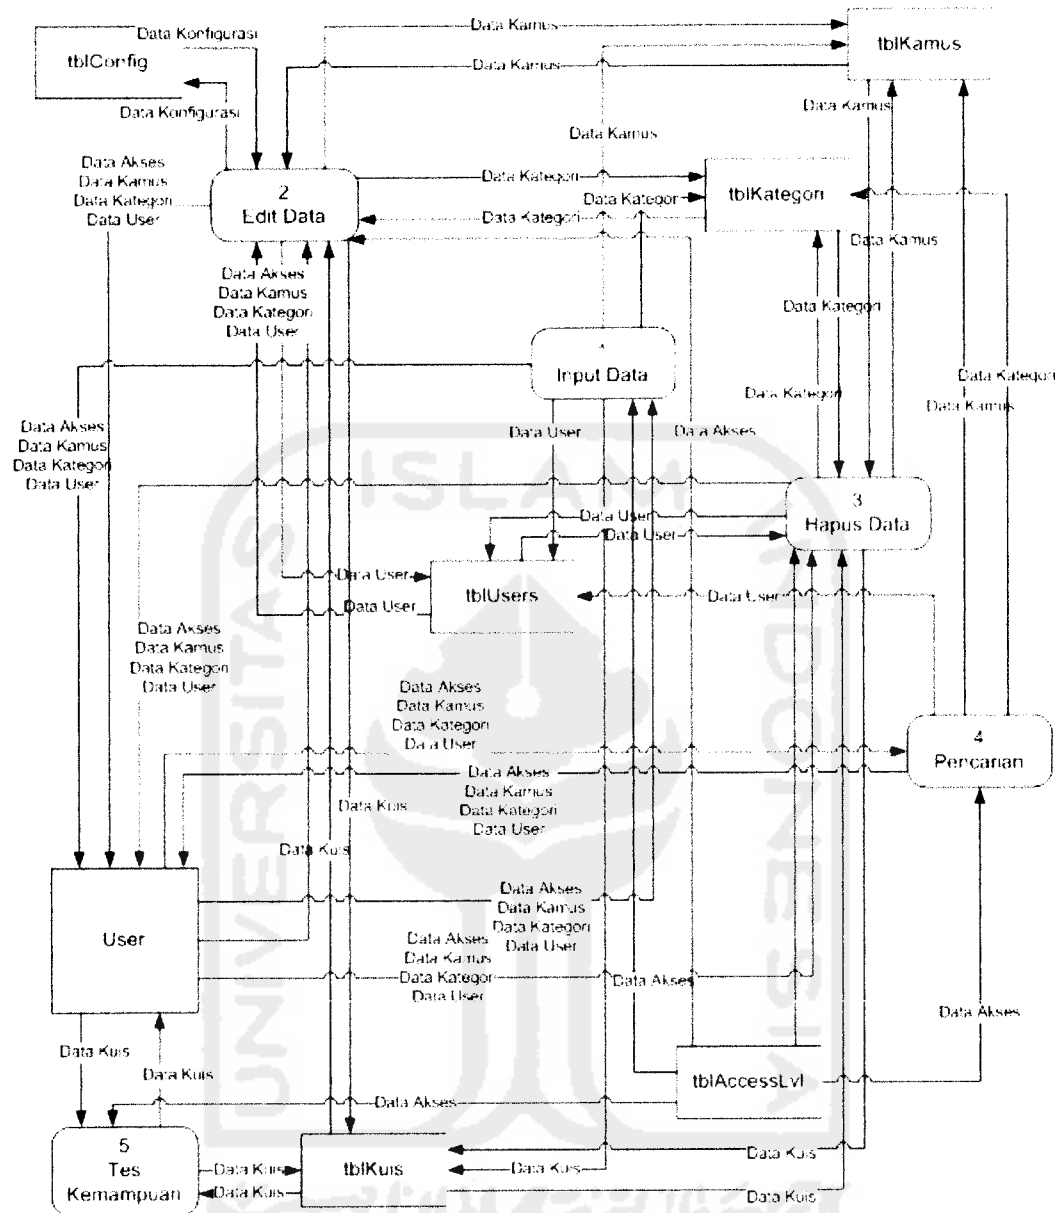 Data Konfigurasi
Data Kamus
tblKamus
tblConfig
Data Kamus
Data Konfigurasi
Data Kamus
Data Kamus
Data Akses
Data Kamus
Data Kategori
Data User
2
Edit Data
Data Kategori
Data Kategor
tblKategori
Data Kategori
Data Kamus
Data Akses
Data Kamus
Data Kategori
Data User
Data Kategori
1
Input Data
Data Kategori
Data Kategori
Data Kamus
Data Akses
Data Kamus
Data Kategori
Data User
Data User
Data Akses
ISLAM
3
Hapus Data
Data User
Data User
Data User
tblUsers
Data User
Data User
Data Akses
Data Kamus
Data Kategori
Data User
UNIVERSITAS
INDONESIA
Data Akses
Data Kamus
Data Kategori
Data User
4
Pencarian
Data Akses
Data Kamus
Data Kategori
Data User
Data Kuis
Data Kuis
User
Data Akses
Data Kamus
Data Kategori
Data User
Data Akses
Data Kamus
Data Kategor
Data User
Data Akses
Data Akses
Data Kuis
Data Kuis
tblAccessLvl
Data Akses
5
Tes
Kemampuan
Data Kuis
Data Kuis
tblKuis
Data Kuis
Data Kuis
Data Kuis